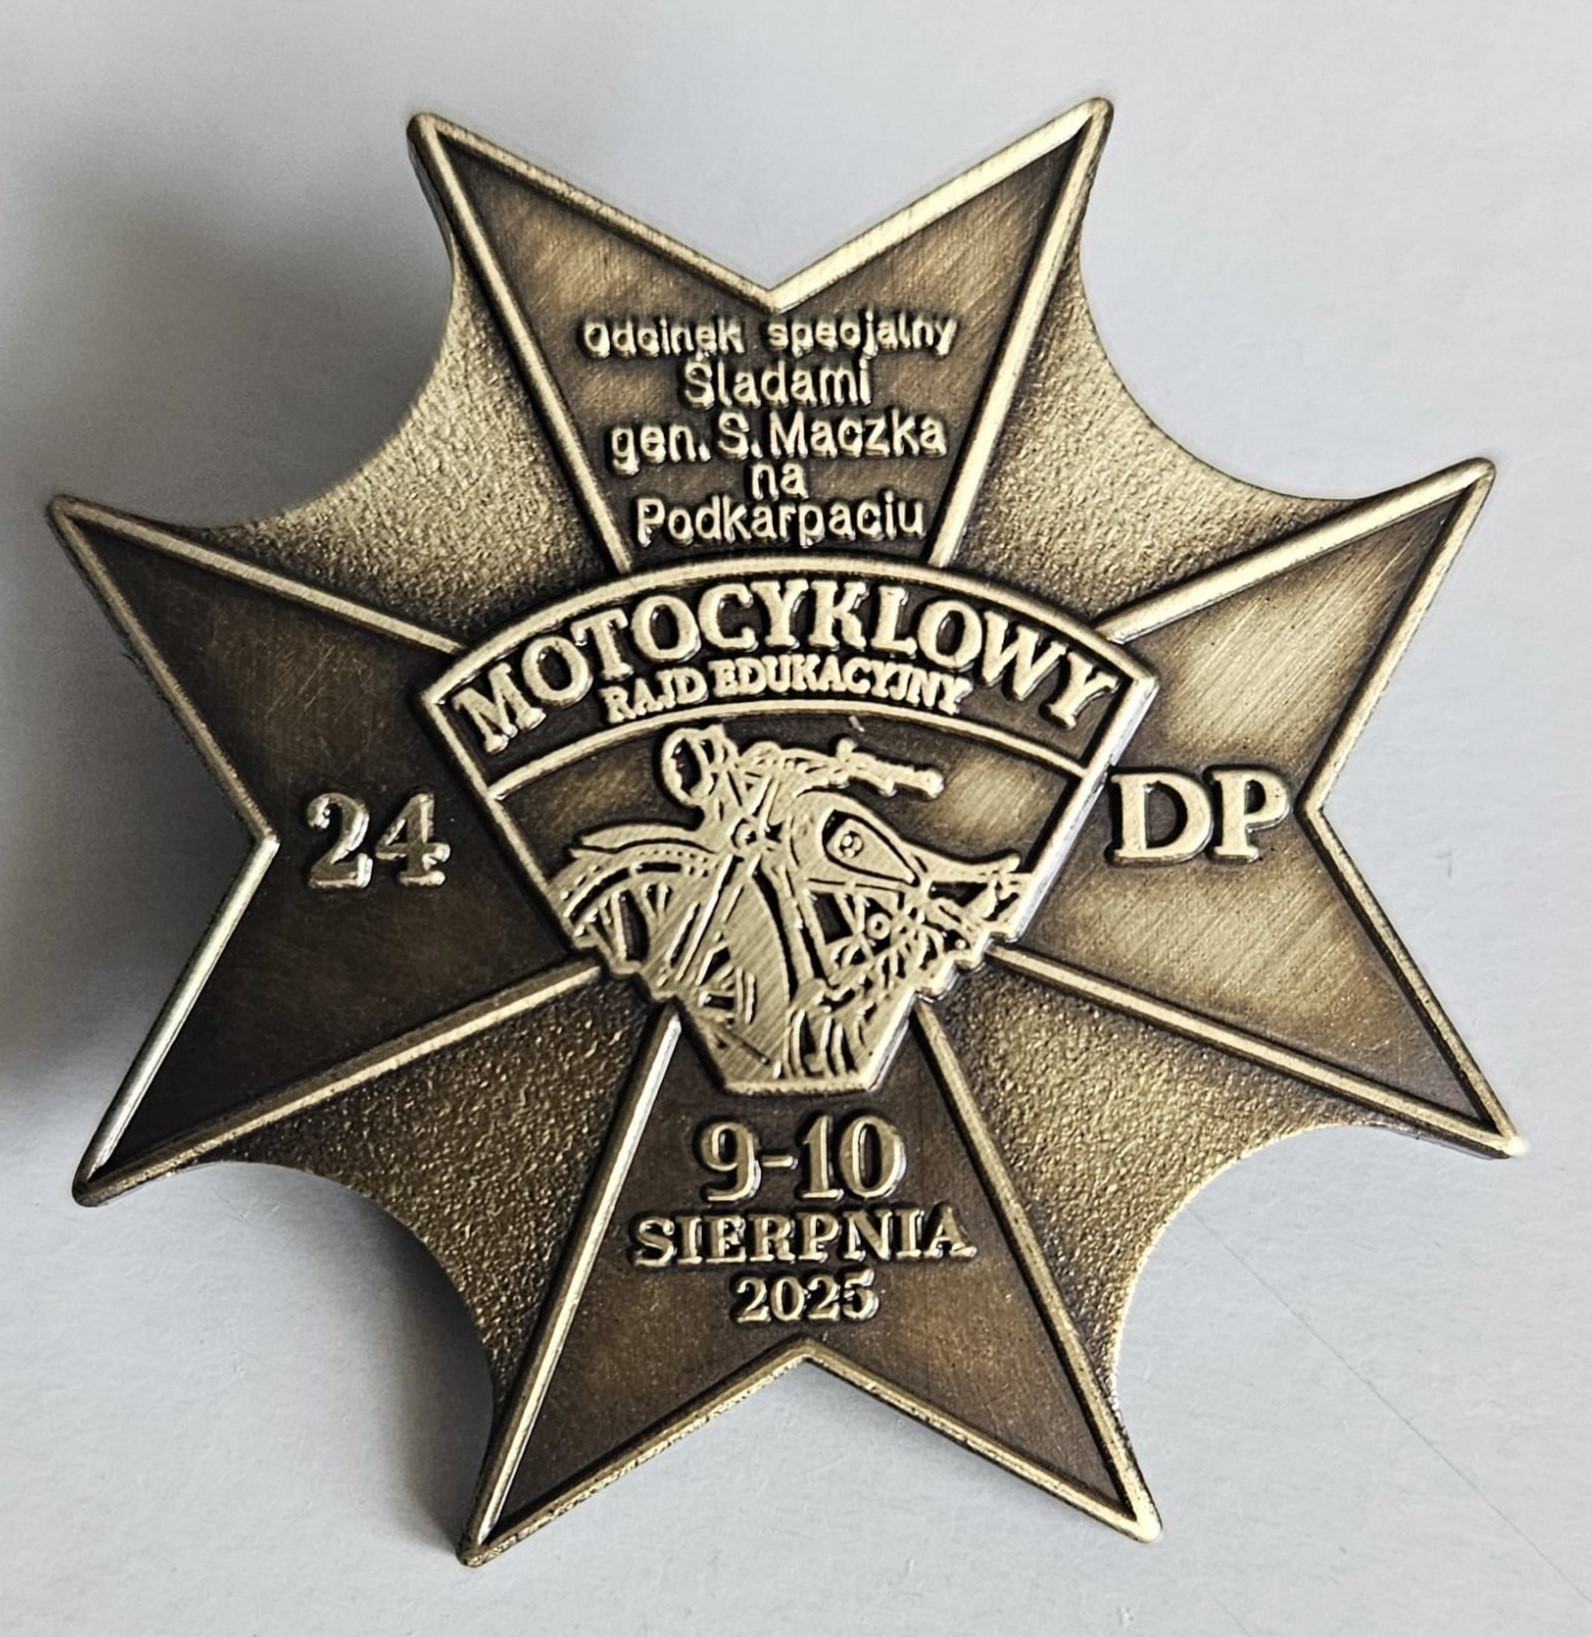 Odcinek specjalny
Śladami
gen. S. Maczka
na
Podkarpaciu
MOTOCYKLOWY
RAJD EDUKACYJNY
24
DP
9-10
SIERPNIA
2025